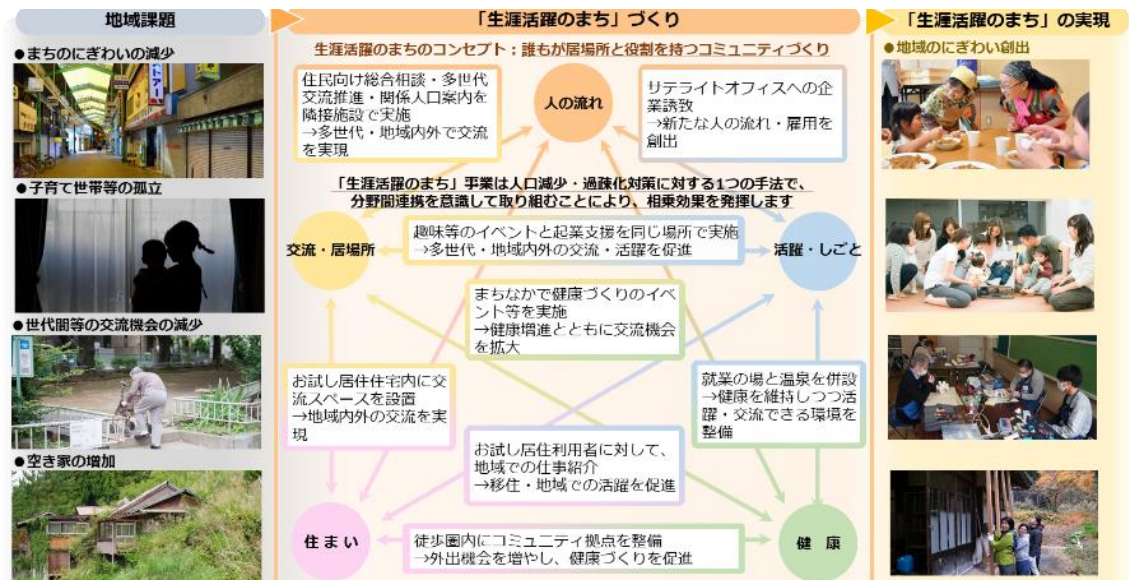 地域課題
「生涯活躍のまち」づくり
「生涯活躍のまち」の実現
●まちのにぎわいの減少
●子育て世帯等の孤立
●世代間等の交流機会の減少
●空き家の増加
生涯活躍のまちのコンセプト：誰もが居場所と役割を持つコミュニティづくり
住民向け総合相談・多世代
交流推進・関係人口案内を
隣接施設で実施
→多世代・地域内外で交流
を実現
人の流れ
サテライトオフィスへの企
業誘致
→新たな人の流れ・雇用を
創出
「生涯活躍のまち」事業は人口減少・過疎化対策に対する1つの手法で、
分野間連携を意識して取り組むことにより、相乗効果を発揮します
交流・居場所
趣味等のイベントと起業支援を同じ場所で実施
→多世代・地域内外の交流・活躍を促進
活躍・しごと
まちなかで健康づくりのイベ
ント等を実施
→健康増進とともに交流機会
を拡大
お試し居住住宅内に交
流スペースを設置
→地域内外の交流を実
現
就業の場と温泉を併設
→健康を維持しつつ活
躍・交流できる環境を
整備
お試し居住利用者に対して、
地域での仕事紹介
→移住・地域での活躍を促進
住まい
徒歩圏内にコミュニティ拠点を整備
→外出機会を増やし、健康づくりを促進
健　康
●地域のにぎわい創出